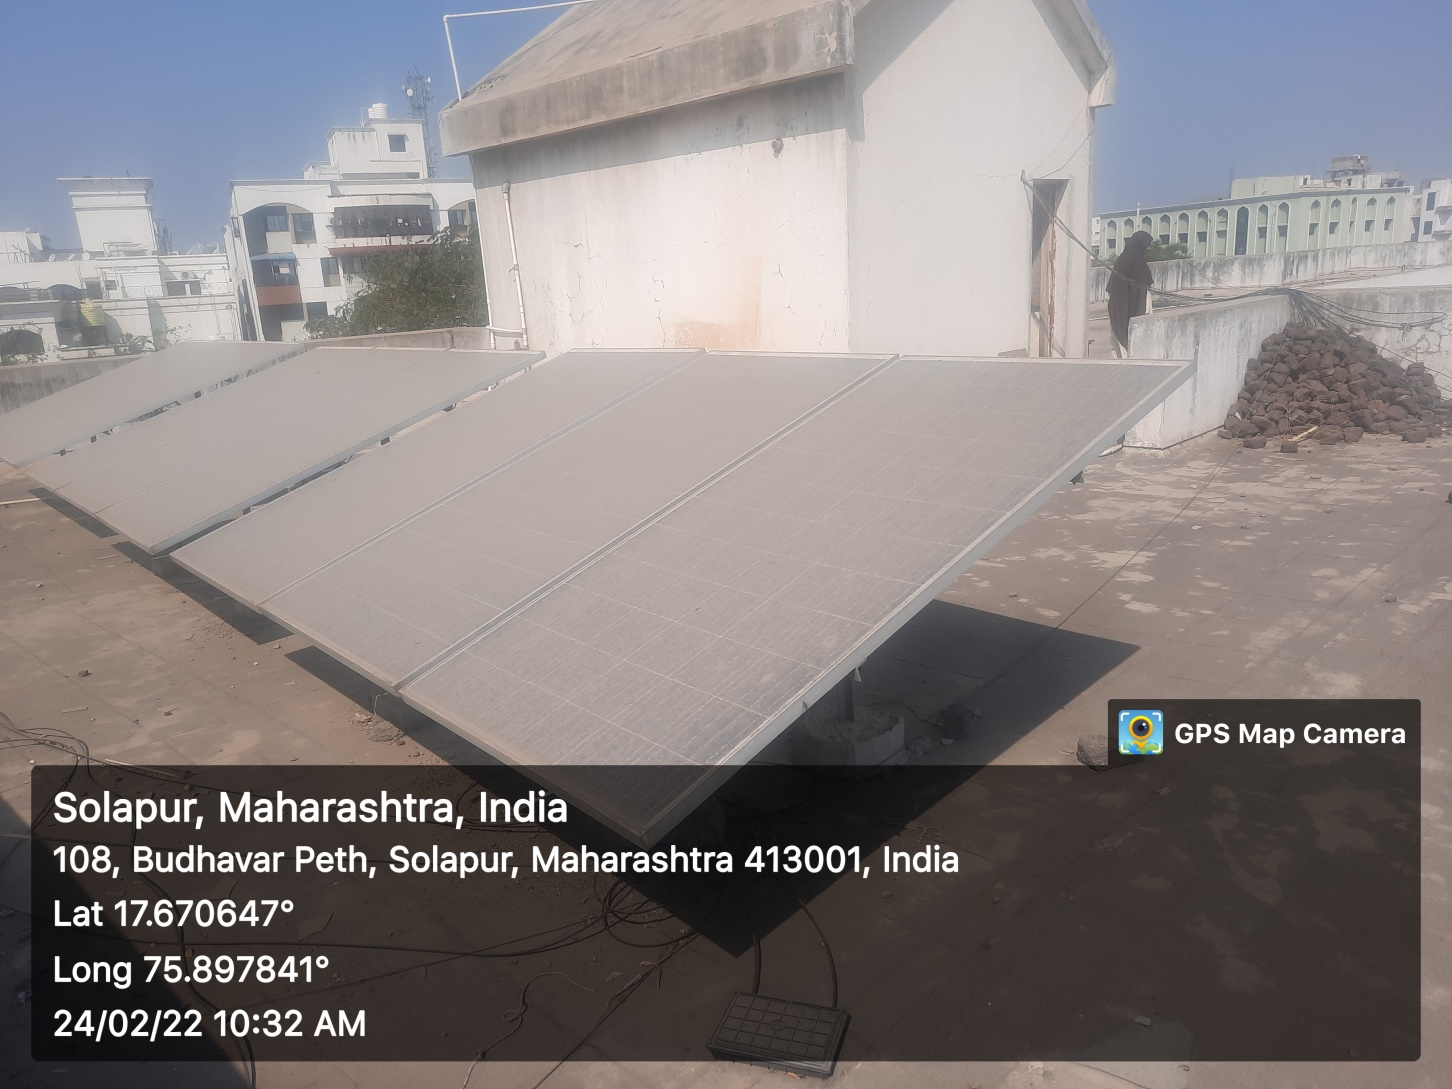 GPS Map Camera
Solapur, Maharashtra, India
108, Budhavar Peth, Solapur, Maharashtra 413001, India
Lat 17.670647°
Long 75.897841°
24/02/22 10:32 AM